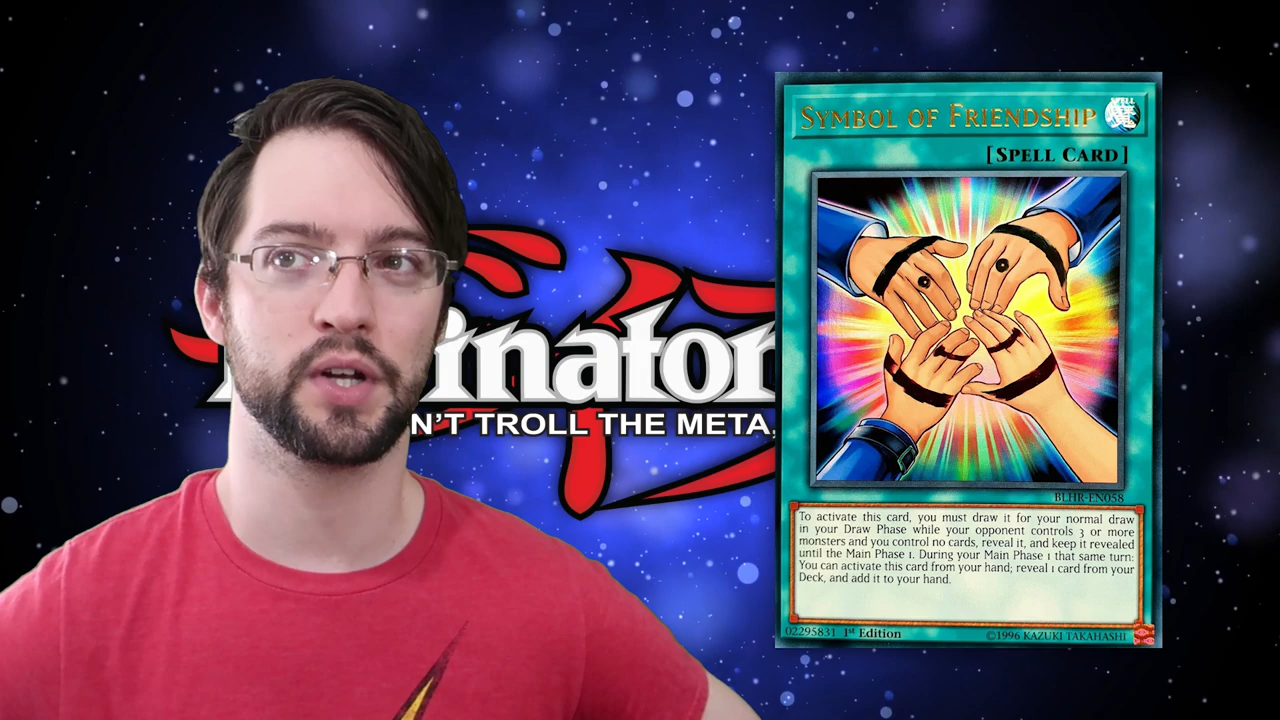 inator
N'T TROLL THE META,
SYMBOL OF FRIENDSHIP
SPELL
[SPELL CARD]
BLHR-EN058
To activate this card, you must draw it for your normal draw
in your Draw Phase while your opponent controls 3 or more
monsters and you control no cards, reveal it, and keep it revealed
until the Main Phase 1. During your Main Phase 1 that same turn:
You can activate this card from your hand; reveal 1 card from your
Deck, and add it to your hand.
02295831 1st Edition
©1996 KAZUKI TAKAHASHI